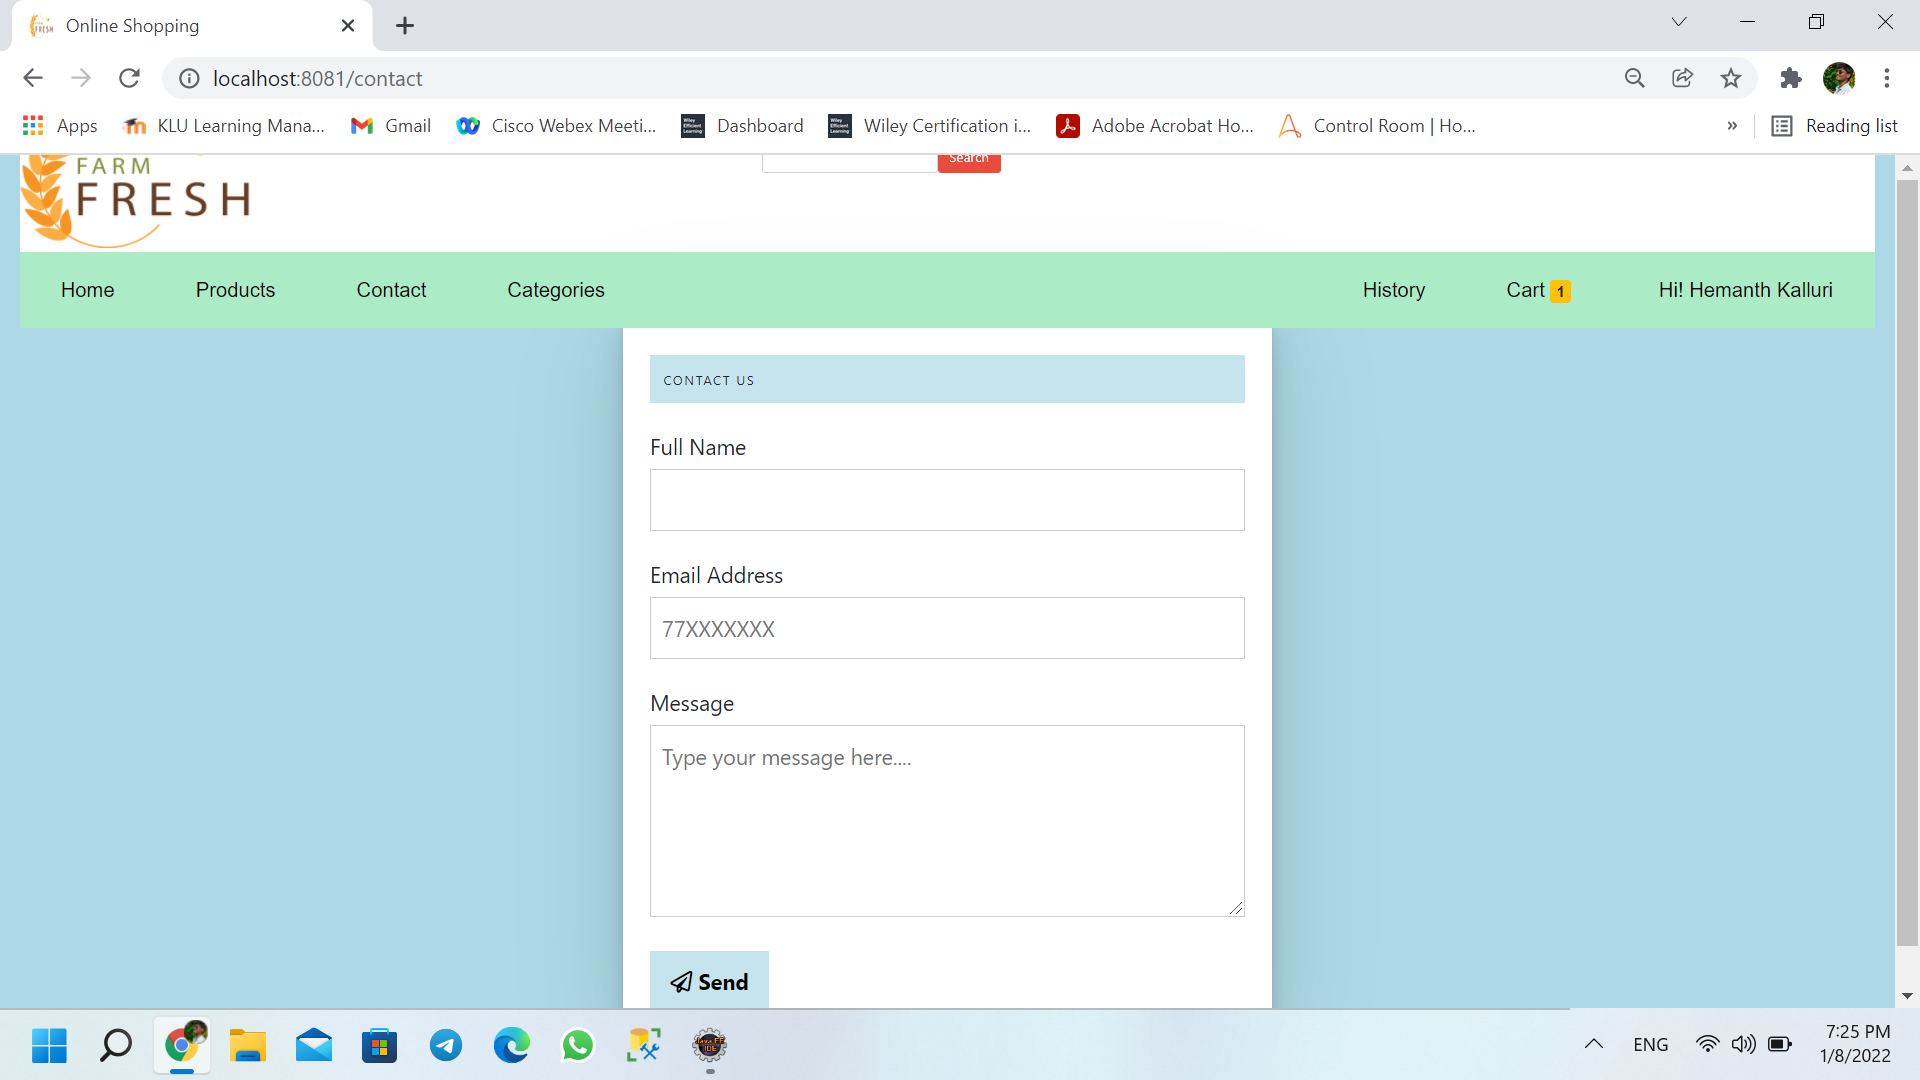 Online Shopping
localhost:8081/contact
Apps KLU Learning Mana... Gmail Cisco Webex Meeti... Dashboard Wiley Certification i... Adobe Acrobat Ho... Control Room | Ho... » Reading list
FARM
FRESH
Search
Home Products Contact Categories History Cart 1 Hi! Hemanth Kalluri
CONTACT US
Full Name
Email Address
77XXXXXXX
Message
Type your message here....
Send
ENG
7:25 PM
1/8/2022